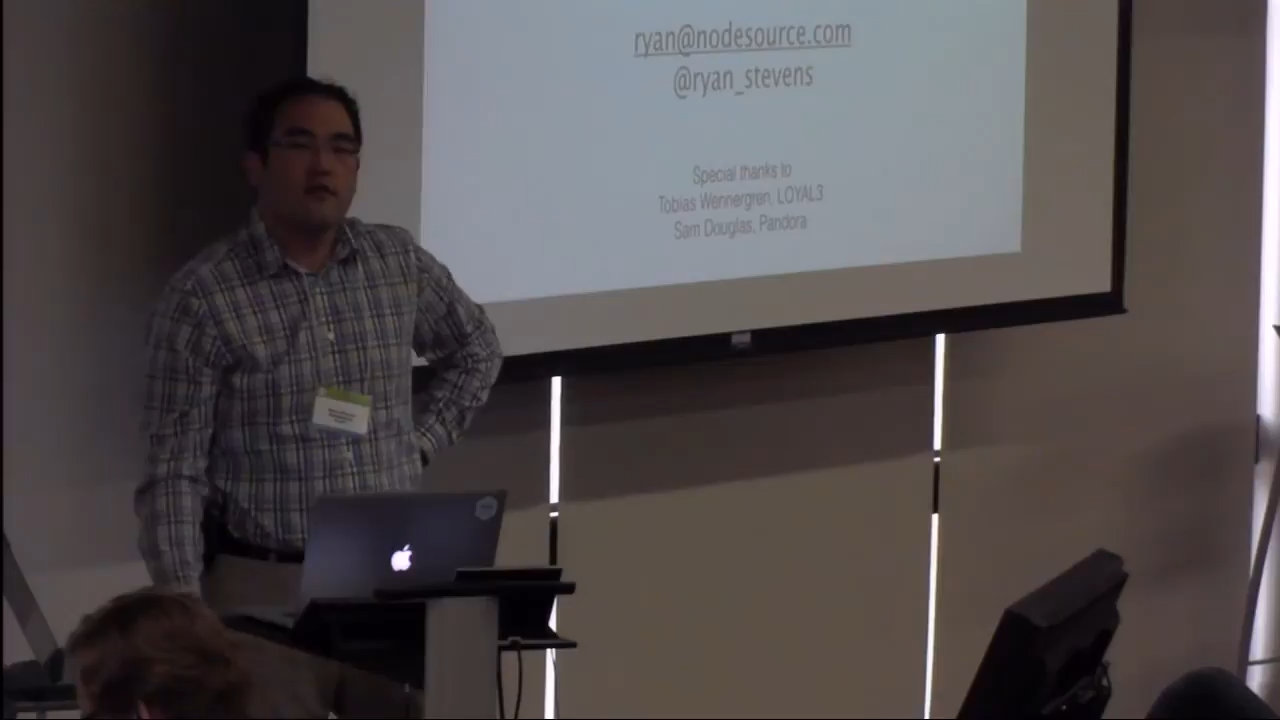 ryan@nodesource.com
@ryan_stevens
Special thanks to
Tobias Wennergren, LOYAL3
Sam Douglas, Pandora